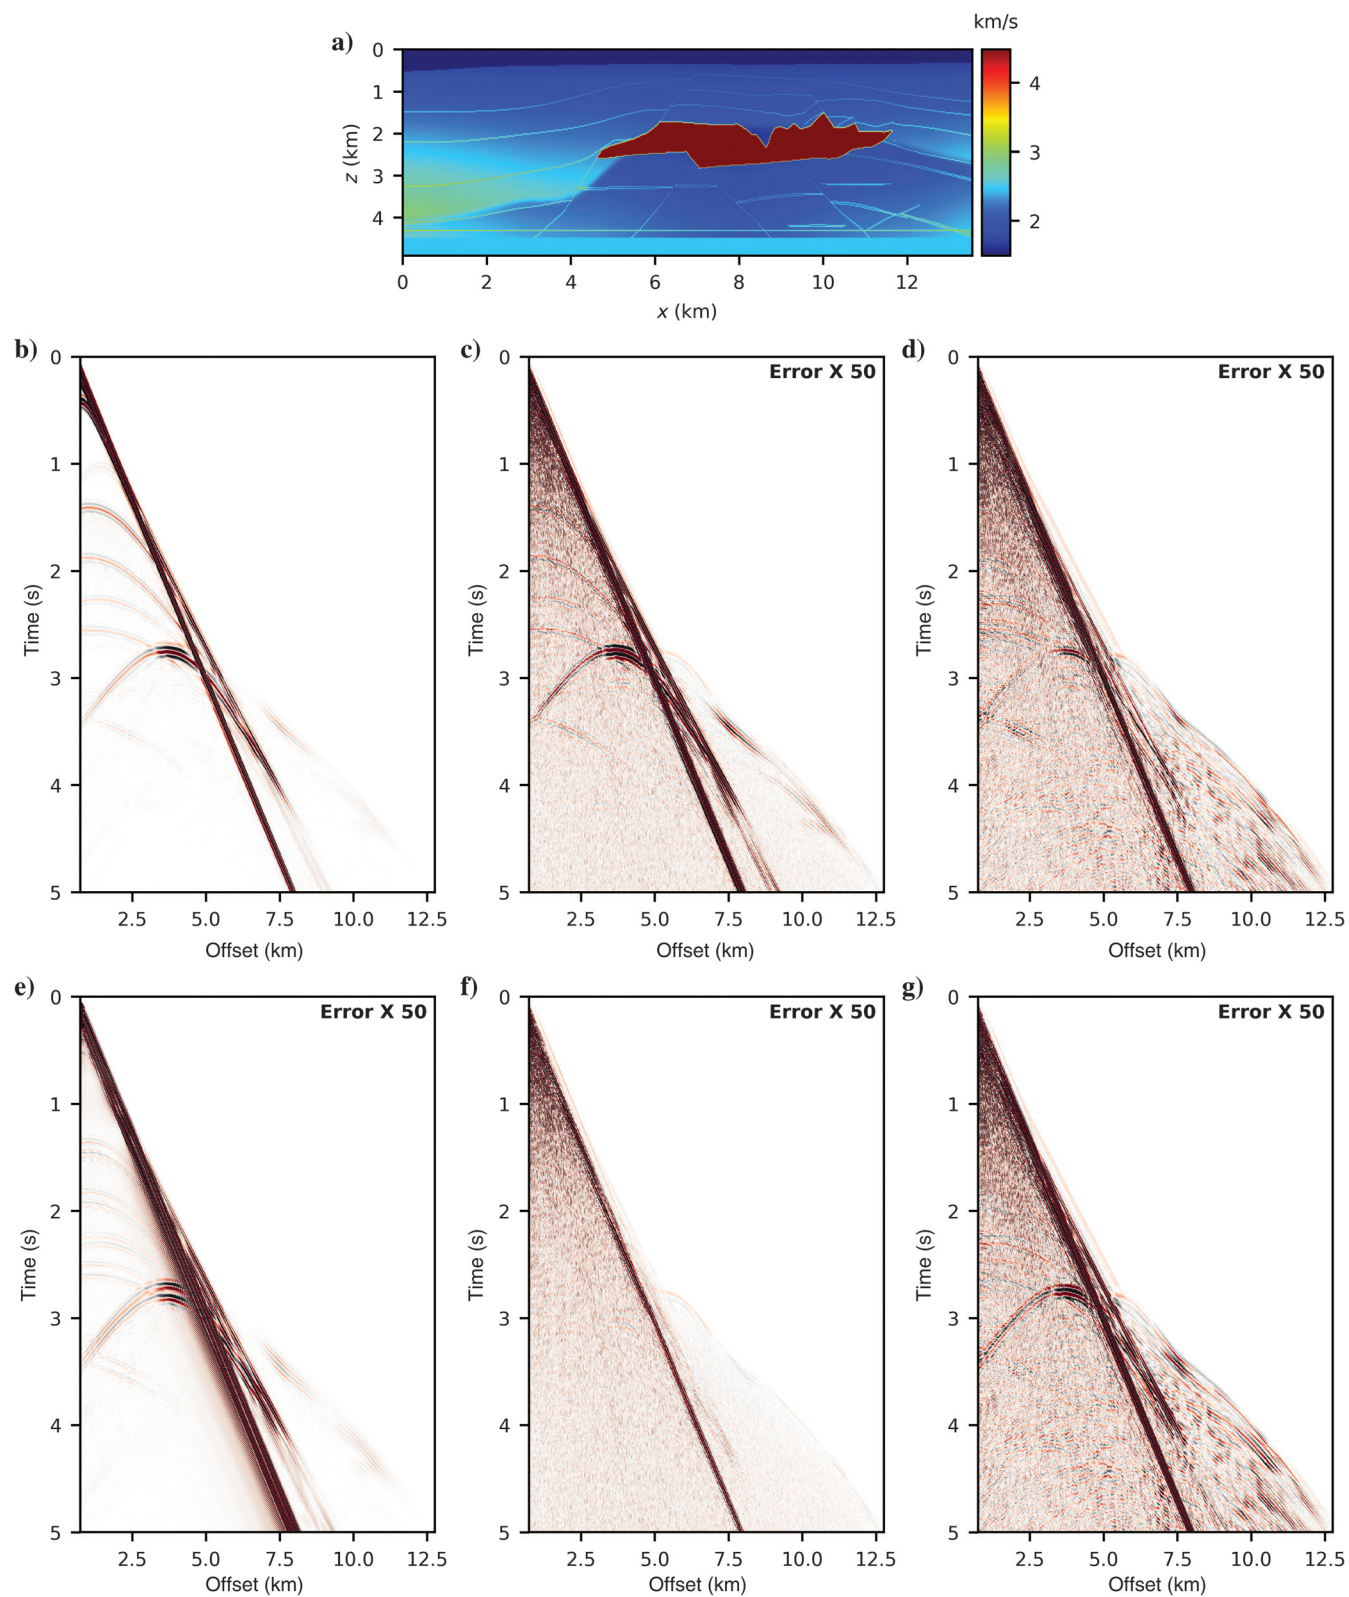 km/s
a)
0
1
2
3
4
z (km)
4
3
2
0 2 4 6 8 10 12
x (km)
b) c) d)
Error X 50 Error X 50
0 0 0
1 1 1
2 2 2
3 3 3
4 4 4
5 5 5
Time (s) Time (s) Time (s)
2.5 5.0 7.5 10.0 12.5 2.5 5.0 7.5 10.0 12.5 2.5 5.0 7.5 10.0 12.5
Offset (km) Offset (km) Offset (km)
e) f) g)
Error X 50 Error X 50 Error X 50
0 0 0
1 1 1
2 2 2
3 3 3
4 4 4
5 5 5
Time (s) Time (s) Time (s)
2.5 5.0 7.5 10.0 12.5 2.5 5.0 7.5 10.0 12.5 2.5 5.0 7.5 10.0 12.5
Offset (km) Offset (km) Offset (km)